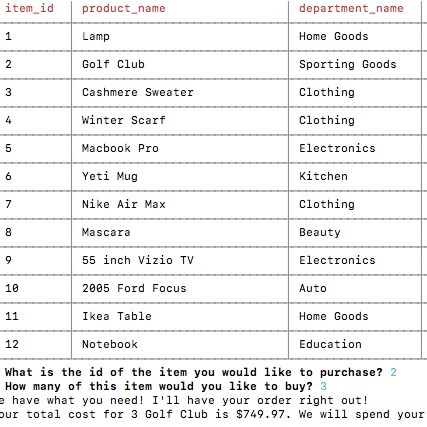 item_id product_name department_name
1 Lamp Home Goods
2 Golf Club Sporting Goods
3 Cashmere Sweater Clothing
4 Winter Scarf Clothing
5 Macbook Pro Electronics
6 Yeti Mug Kitchen
7 Nike Air Max Clothing
8 Mascara Beauty
9 55 inch Vizio TV Electronics
10 2005 Ford Focus Auto
11 Ikea Table Home Goods
12 Notebook Education
What is the id of the item you would like to purchase? 2
How many of this item would you like to buy? 3
e have what you need! I'll have your order right out!
our total cost for 3 Golf Club is $749.97. We will spend your